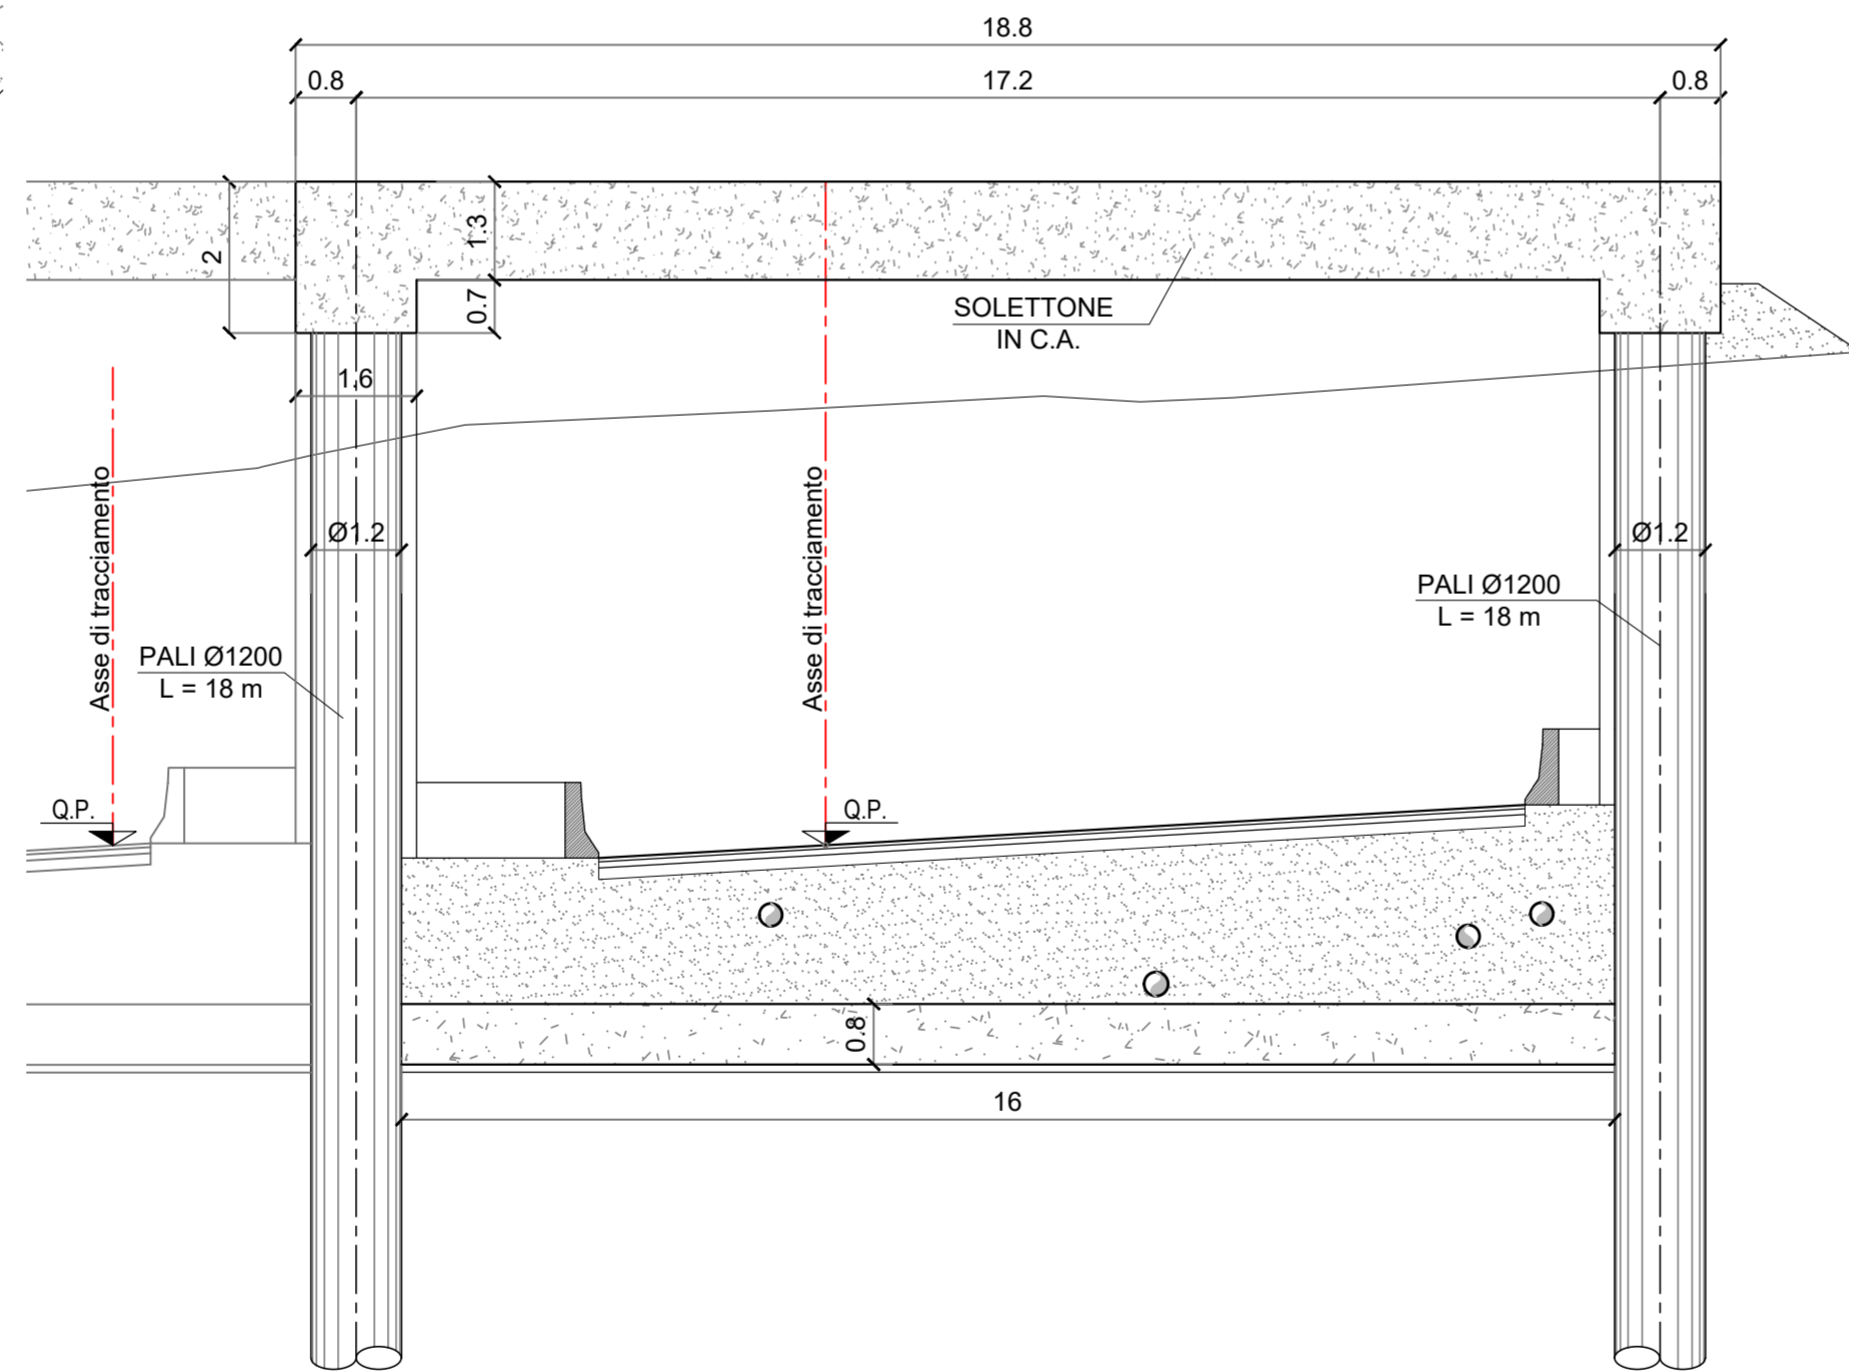 18.8
0.8
17.2
0.8
2
1.3
0.7
SOLETTONE
IN C.A.
1.6
Asse di tracciamento
Asse di tracciamento
Ø1.2
Ø1.2
PALI Ø1200
L = 18 m
PALI Ø1200
L = 18 m
Q.P.
Q.P.
0.8
16